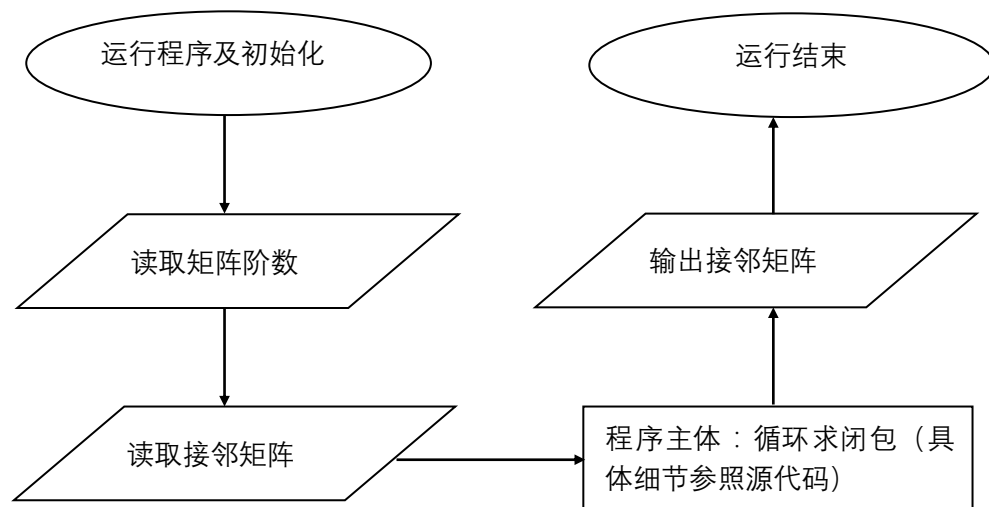 运行程序及初始化
读取矩阵阶数
读取接邻矩阵
程序主体：循环求闭包（具
体细节参照源代码）
输出接邻矩阵
运行结束